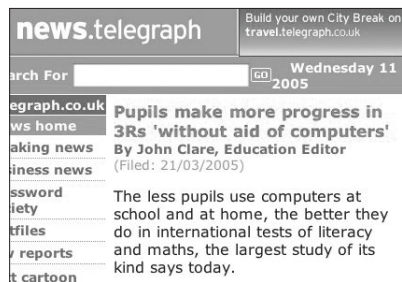 news.telegraph
Build your own City Break on
travel.telegraph.co.uk
arch For
GO
Wednesday 11
2005
egraph.co.uk
ws home
aking news
siness news
ssword
iety
tfiles
v reports
t cartoon
Pupils make more progress in
3Rs 'without aid of computers'
By John Clare, Education Editor
(Filed: 21/03/2005)
The less pupils use computers at
school and at home, the better they
do in international tests of literacy
and maths, the largest study of its
kind says today.